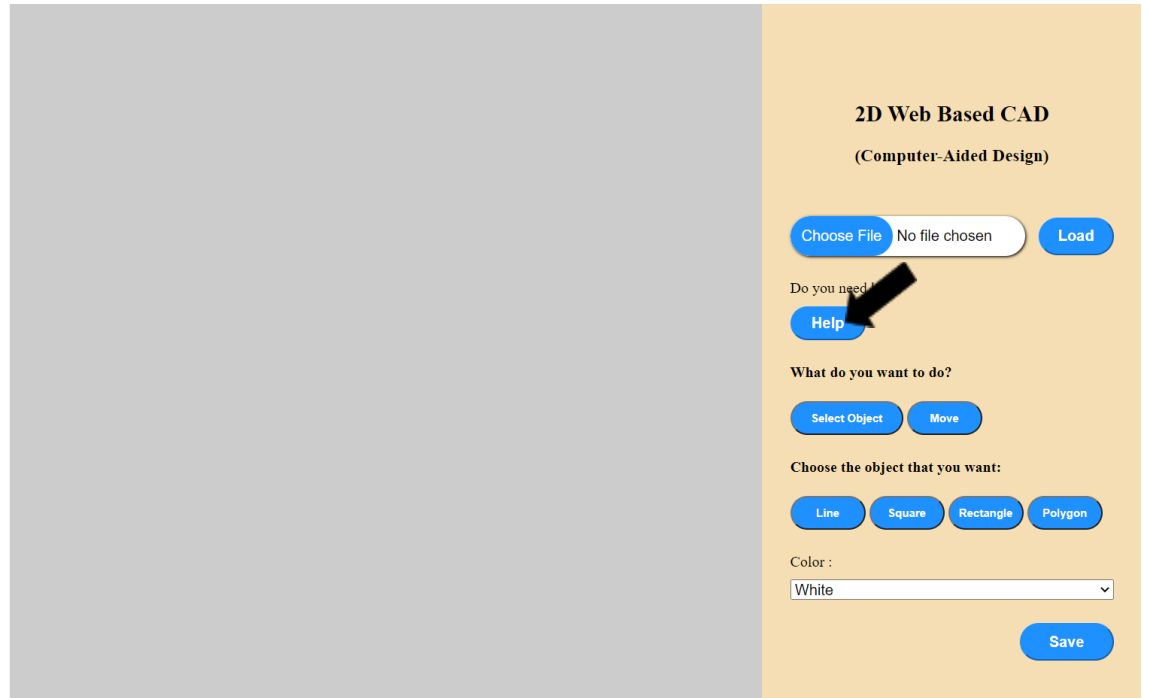 2D Web Based CAD
(Computer-Aided Design)
Choose File No file chosen Load
Do you need
Help
What do you want to do?
Select Object Move
Choose the object that you want:
Line Square Rectangle Polygon
Color :
White
Save